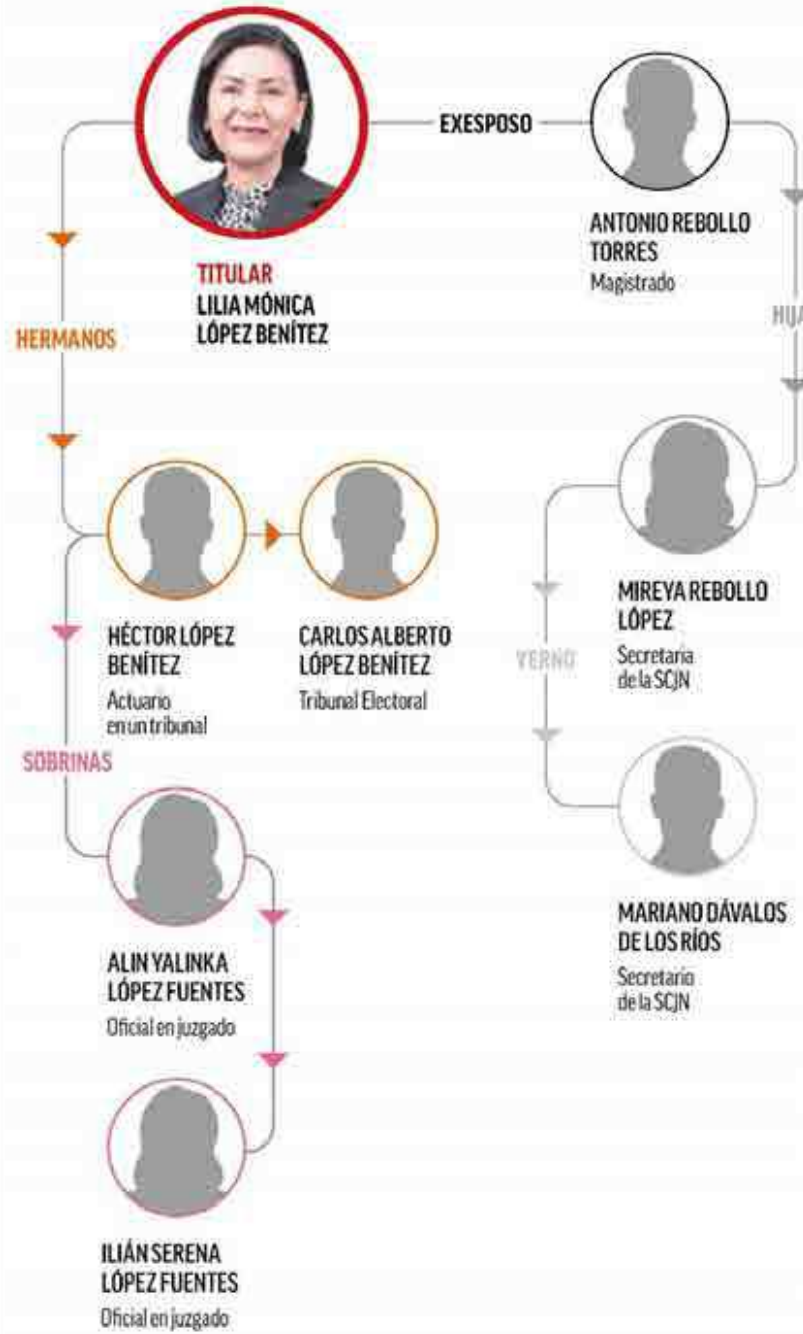 EXESPOSO
TITULAR
LILIA MÓNICA
LÓPEZ BENÍTEZ
ANTONIO REBOLLO
TORRES
Magistrado
HERMANOS
HIJA
HÉCTOR LÓPEZ
BENÍTEZ
Actuario
en un tribunal
CARLOS ALBERTO
LÓPEZ BENÍTEZ
Tribunal Electoral
MIREYA REBOLLO
LÓPEZ
Secretaria
de la SCJN
YERNO
SOBRINAS
ALIN YALINKA
LÓPEZ FUENTES
Oficial en juzgado
MARIANO DÁVALOS
DE LOS RÍOS
Secretario
de la SCJN
ILIÁN SERENA
LÓPEZ FUENTES
Oficial en juzgado